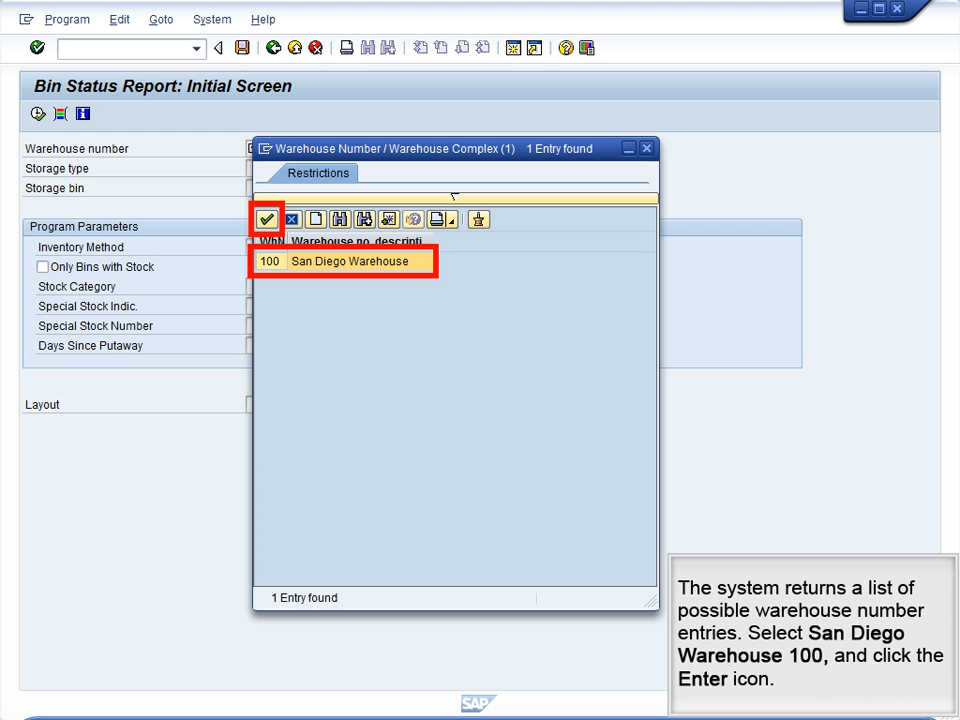 Program Edit Goto System Help
Bin Status Report: Initial Screen
Warehouse number
Storage type
Storage bin
Program Parameters
Inventory Method
Only Bins with Stock
Stock Category
Special Stock Indic.
Special Stock Number
Days Since Putaway
Layout
Warehouse Number / Warehouse Complex (1) 1 Entry found
Restrictions
WhN Warehouse no. descripti
100 San Diego Warehouse
1 Entry found
The system returns a list of
possible warehouse number
entries. Select San Diego
Warehouse 100, and click the
Enter icon.
SAP